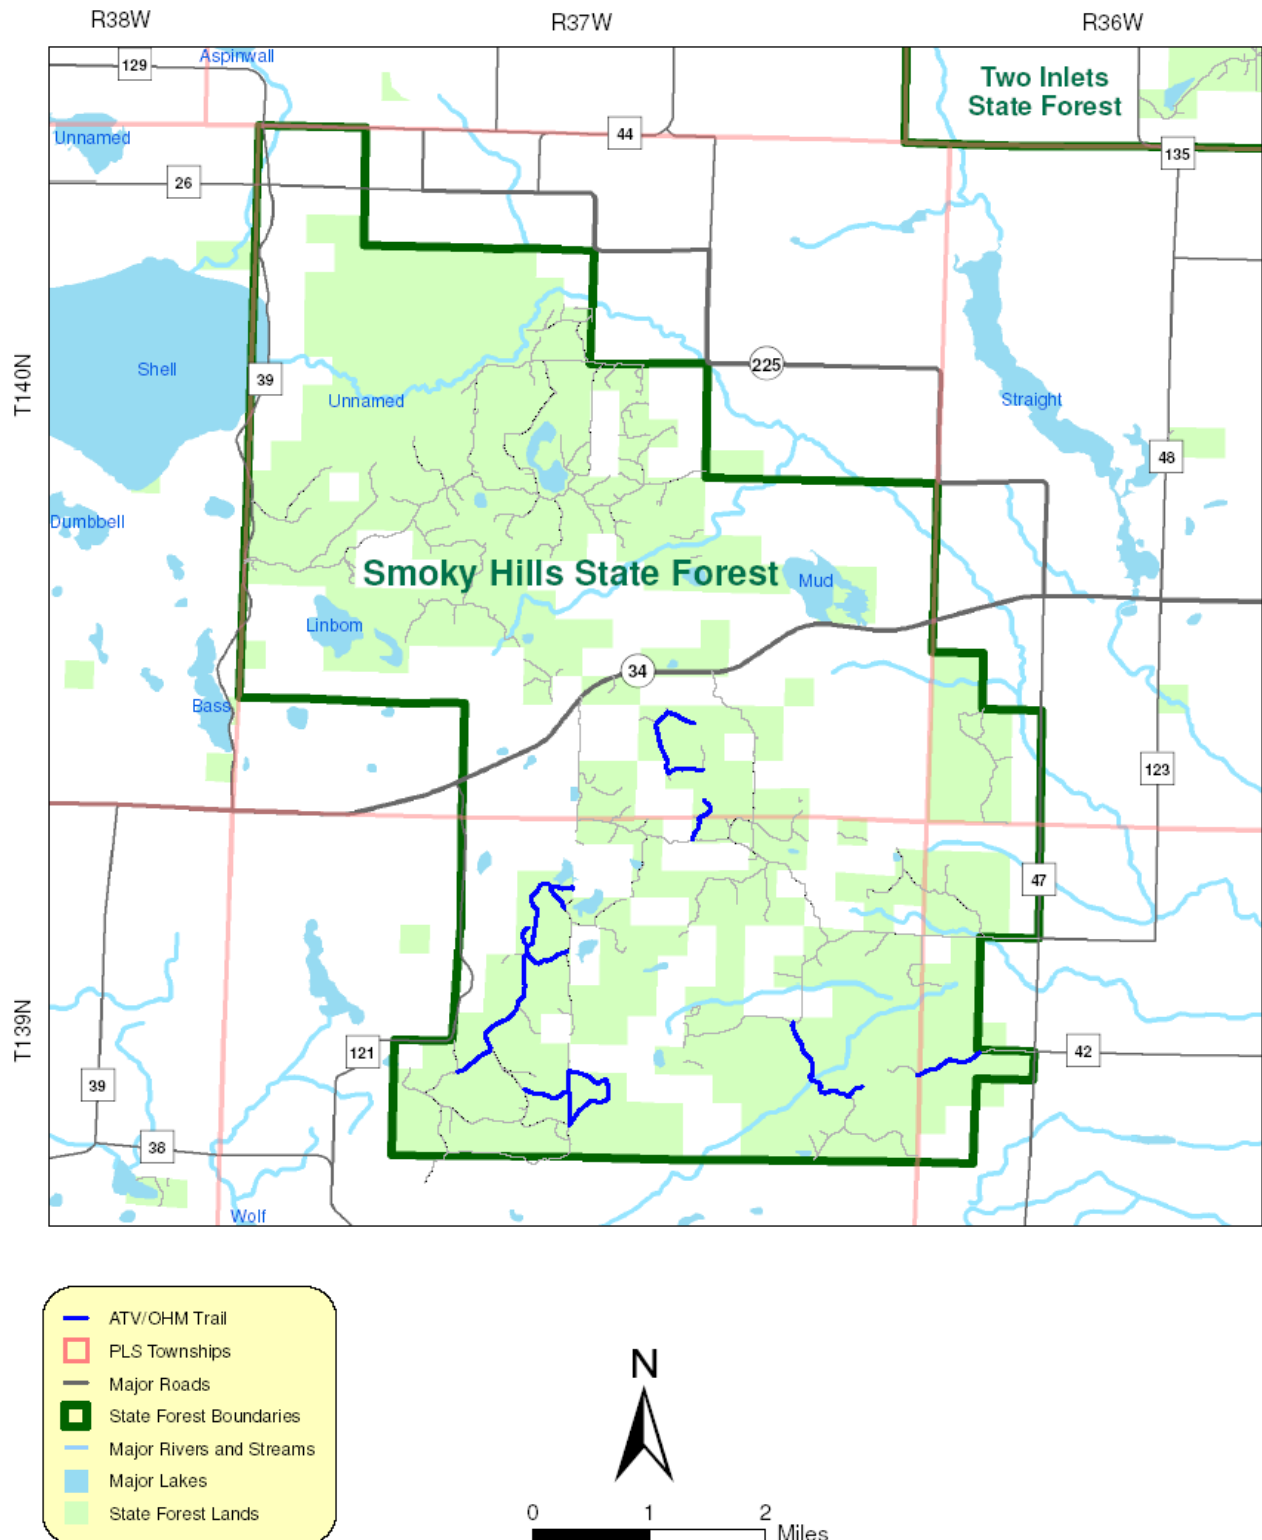 R38W
R37W
R36W
Aspinwall
129
Two Inlets
State Forest
Unnamed
44
135
26
T140N
Shell
225
39
Unnamed
Straight
48
Dumbbell
Smoky Hills State Forest
Mud
Linbom
34
Bass
123
47
T139N
121
42
39
38
Wolf
ATV/OHM Trail
PLS Townships
Major Roads
State Forest Boundaries
Major Rivers and Streams
Major Lakes
State Forest Lands
N
0 1 2
Miles